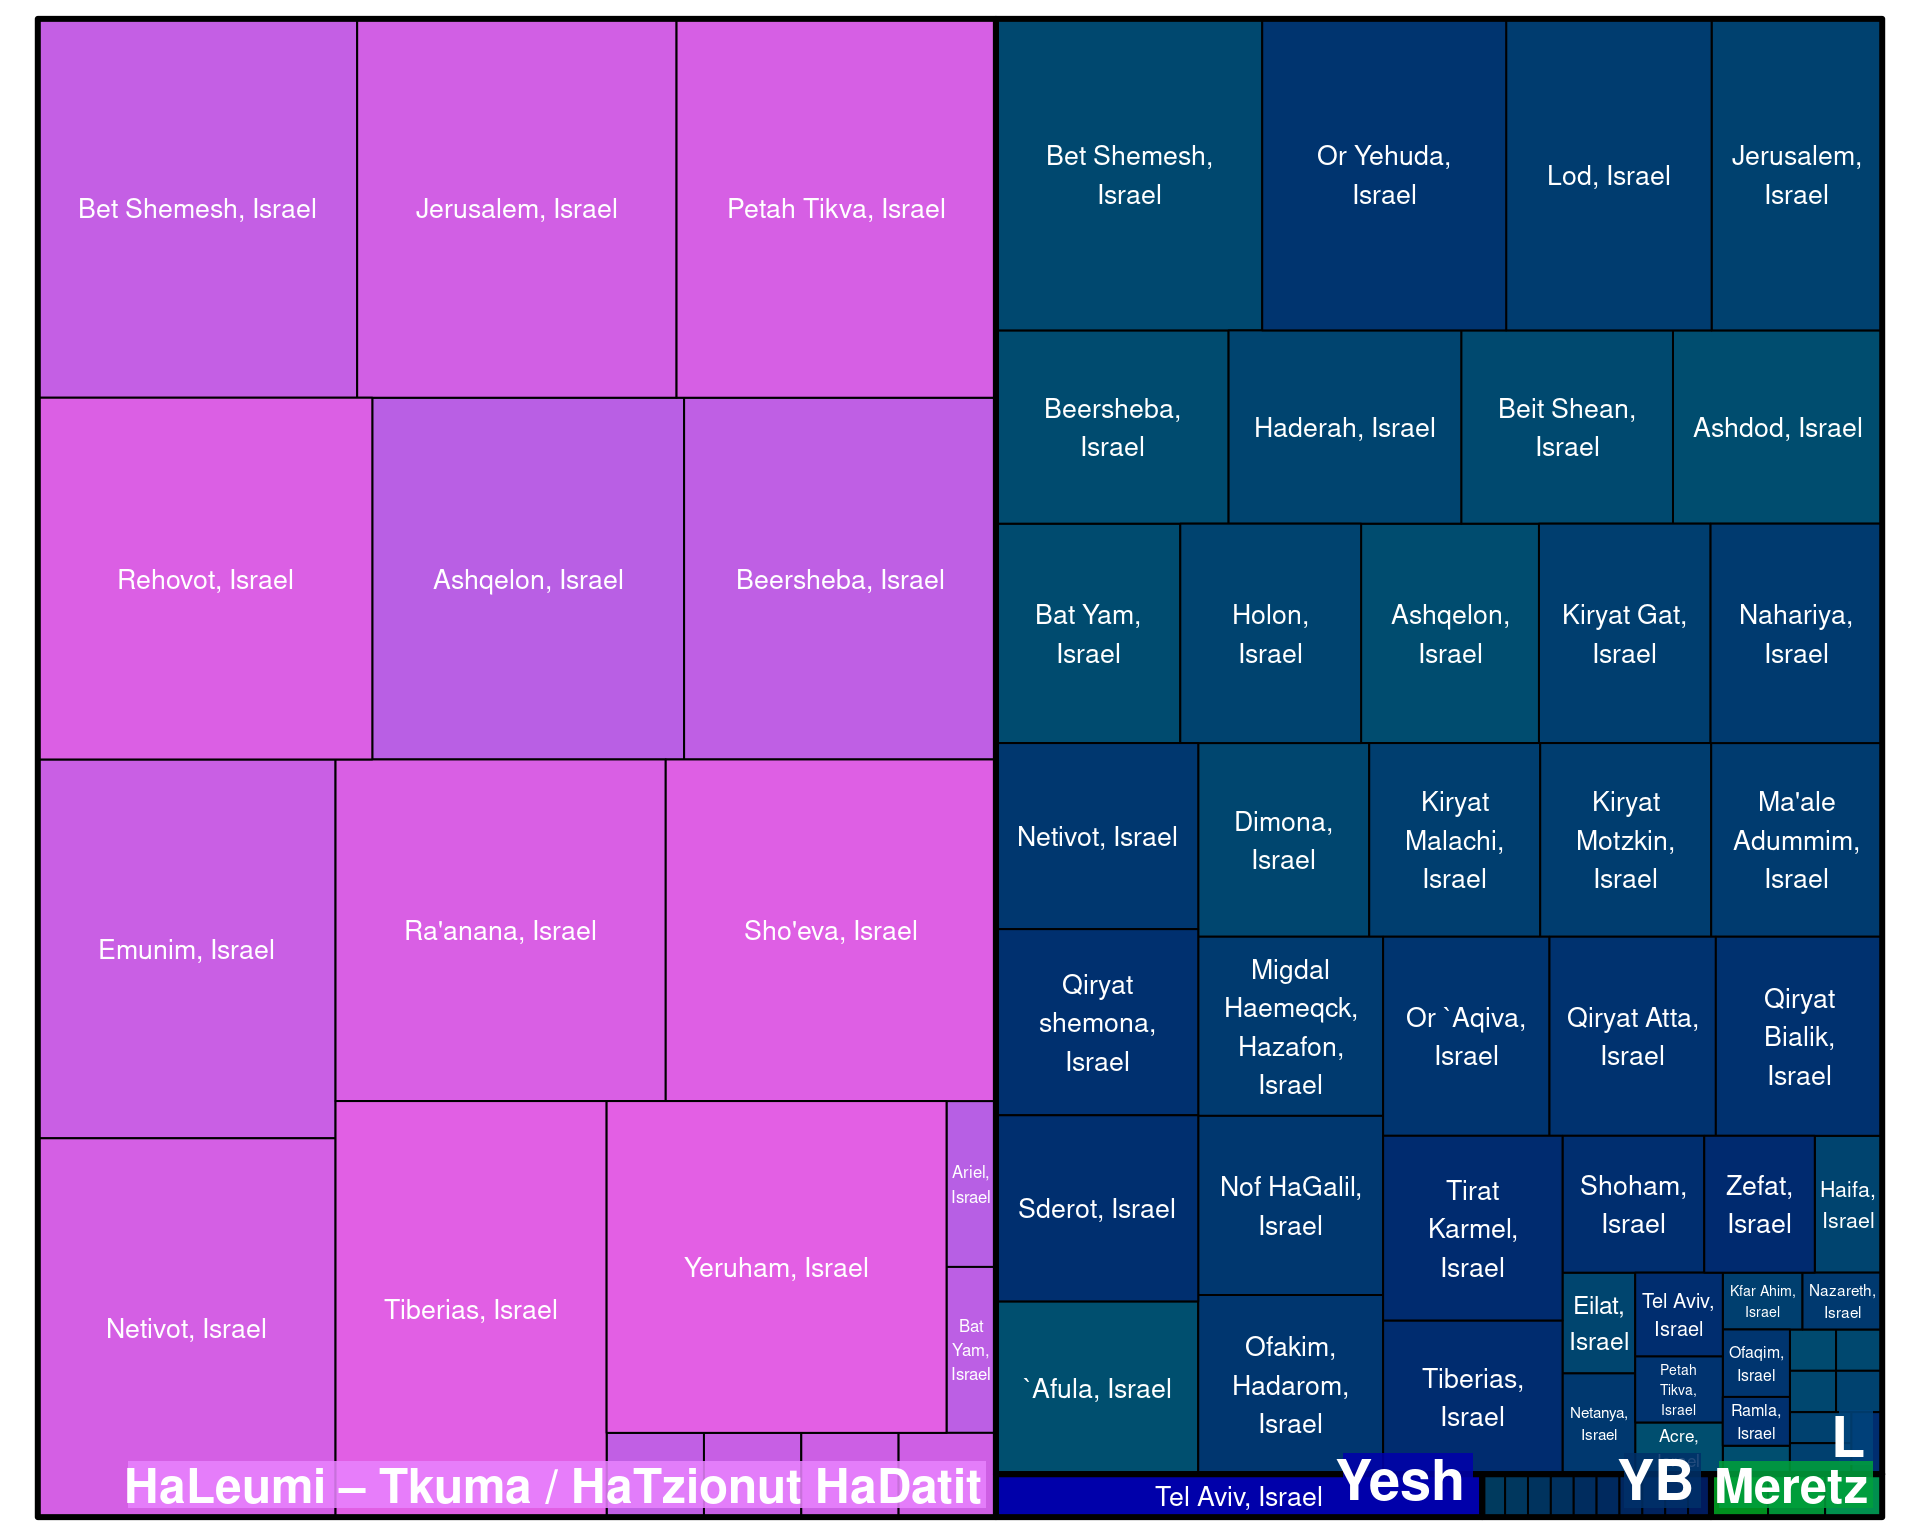 Bet Shemesh, Israel
Jerusalem, Israel
Petah Tikva, Israel
Rehovot, Israel
Ashqelon, Israel
Beersheba, Israel
Emunim, Israel
Ra'anana, Israel
Sho'eva, Israel
Netivot, Israel
Tiberias, Israel
Yeruham, Israel
Ariel,
Israel
Bat
Yam,
Israel
HaLeumi – Tkuma / HaTzionut HaDatit
Bet Shemesh,
Israel
Or Yehuda,
Israel
Lod, Israel
Jerusalem,
Israel
Beersheba,
Israel
Haderah, Israel
Beit Shean,
Israel
Ashdod, Israel
Bat Yam,
Israel
Holon,
Israel
Ashqelon,
Israel
Kiryat Gat,
Israel
Nahariya,
Israel
Netivot, Israel
Dimona,
Israel
Kiryat
Malachi,
Israel
Kiryat
Motzkin,
Israel
Ma'ale
Adummim,
Israel
Qiryat
shemona,
Israel
Migdal
Haemeqck,
Hazafon,
Israel
Or `Aqiva,
Israel
Qiryat Atta,
Israel
Qiryat
Bialik,
Israel
Sderot, Israel
Nof HaGalil,
Israel
Tirat
Karmel,
Israel
Shoham,
Israel
Zefat,
Israel
Haifa,
Israel
`Afula, Israel
Ofakim,
Hadarom,
Israel
Tiberias,
Israel
Eilat,
Israel
Tel Aviv,
Israel
Kfar Ahim,
Israel
Nazareth,
Israel
Netanya,
Israel
Petah
Tikva,
Israel
Ofaqim,
Israel
Ramla,
Israel
Acre,
L
Tel Aviv, Israel
Yesh
YB
Meretz